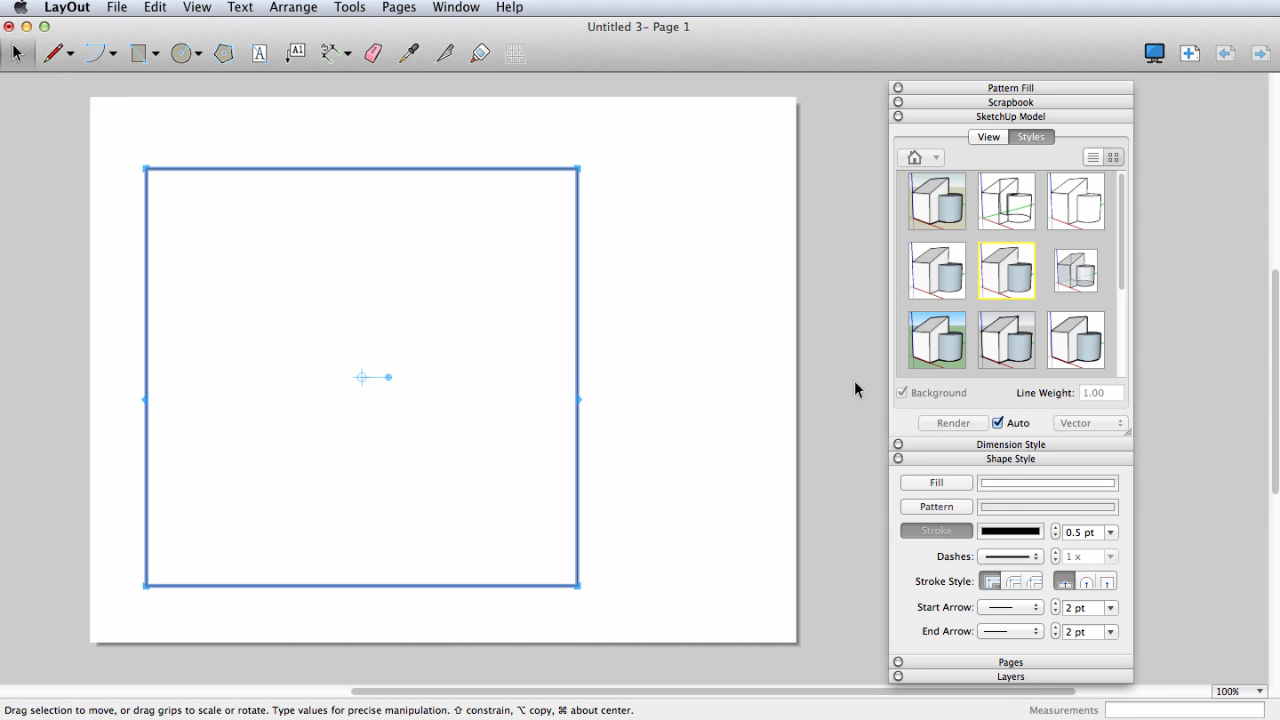 LayOut File Edit View Text Arrange Tools Pages Window Help
Untitled 3- Page 1
A A1
Pattern Fill
Scrapbook
SketchUp Model
View Styles
Background Line Weight: 1.00
Render Auto Vector
Dimension Style
Shape Style
Fill
Pattern
Stroke 0.5 pt
Dashes: 1 x
Stroke Style:
Start Arrow: 2 pt
End Arrow: 2 pt
Pages
Layers
100%
Drag selection to move, or drag grips to scale or rotate. Type values for precise manipulation. ⇧ constrain, ⌥ copy, ⌘ about center. Measurements